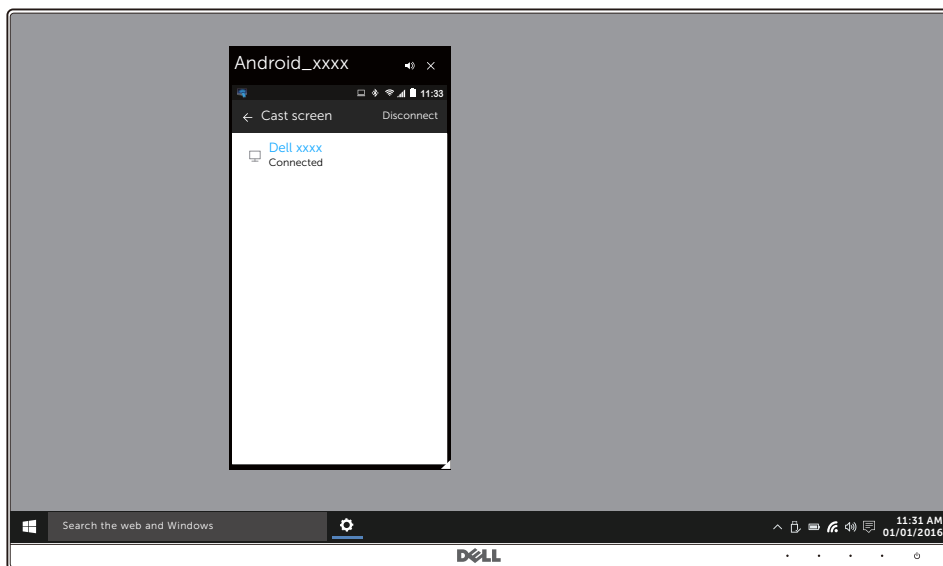 Android_xxxx
11:33
Cast screen
Disconnect
Dell xxxx
Connected
Search the web and Windows
11:31 AM
01/01/2016
DELL